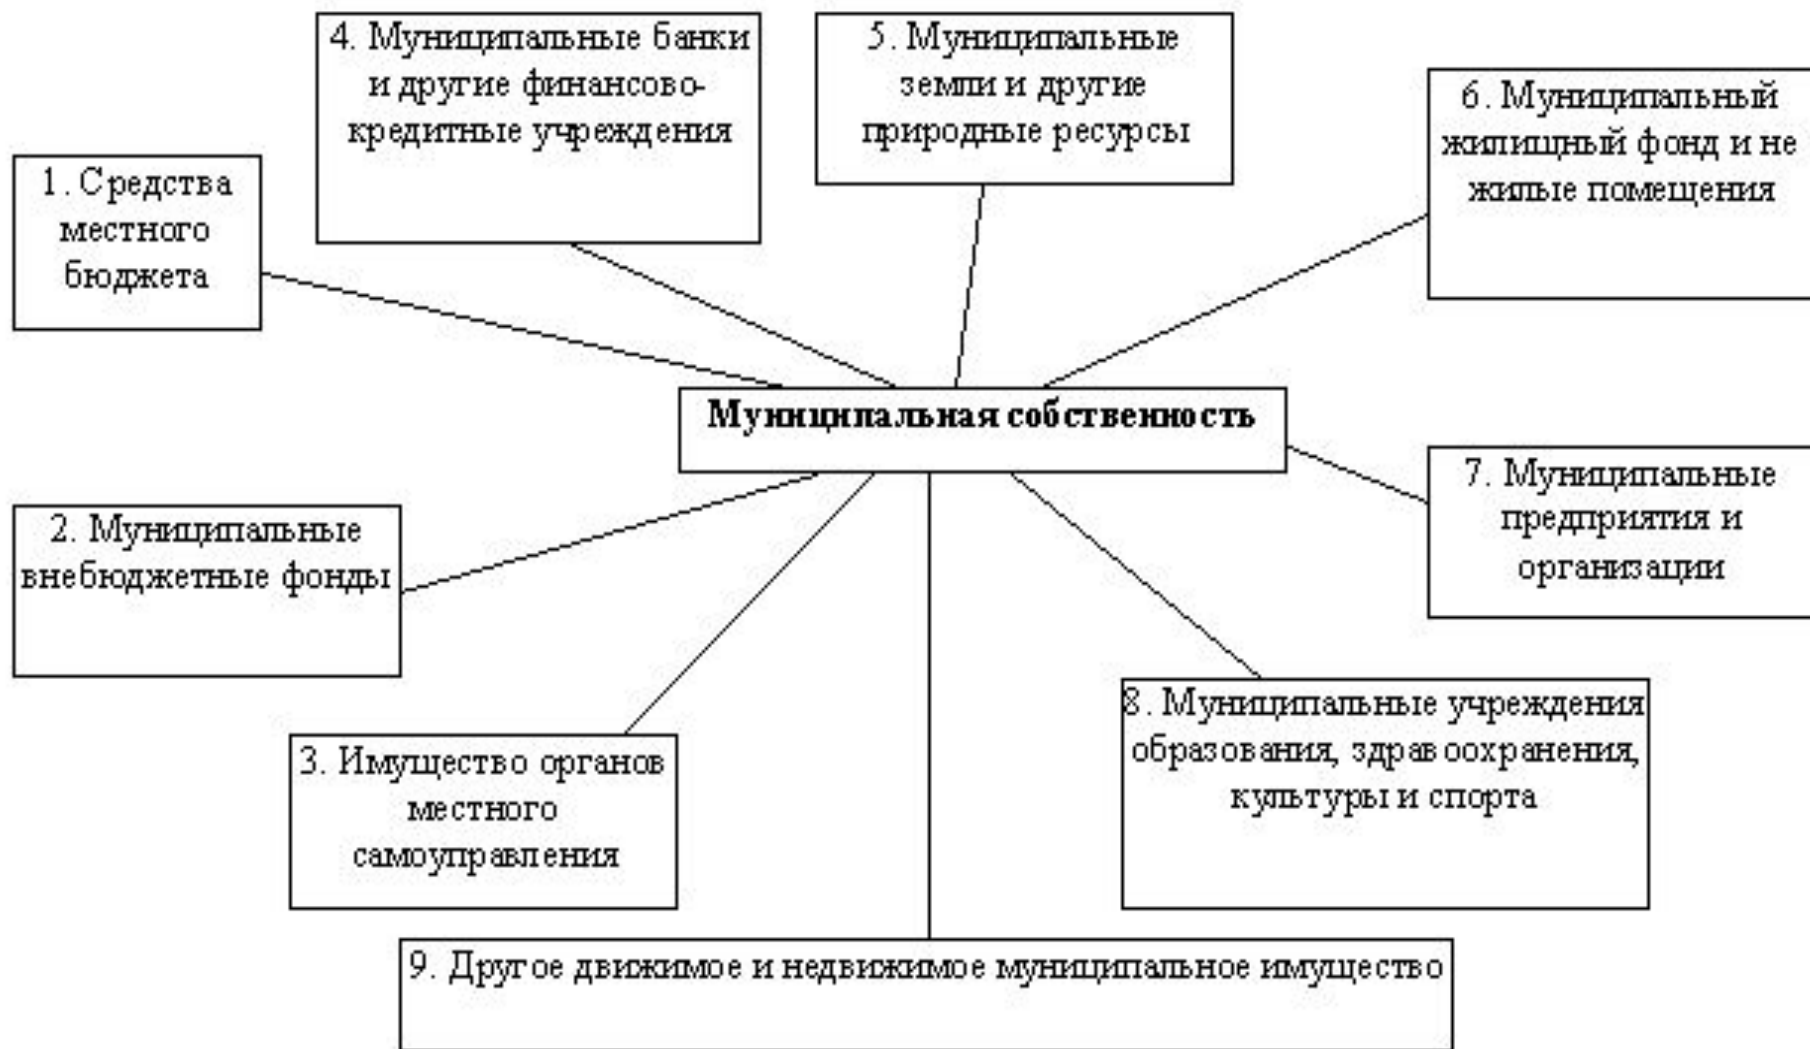 4. Муниципальные банки
и другие финансово-
кредитные учреждения
5. Муниципальные
земли и другие
природные ресурсы
6. Муниципальный
жилищный фонд и не
жилые помещения
1. Средства
местного
бюджета
Муниципальная собственность
2. Муниципальные
внебюджетные фонды
7. Муниципальные
предприятия и
организации
3. Имущество органов
местного
самоуправления
8. Муниципальные учреждения
образования, здравоохранения,
культуры и спорта
9. Другое движимое и недвижимое муниципальное имущество